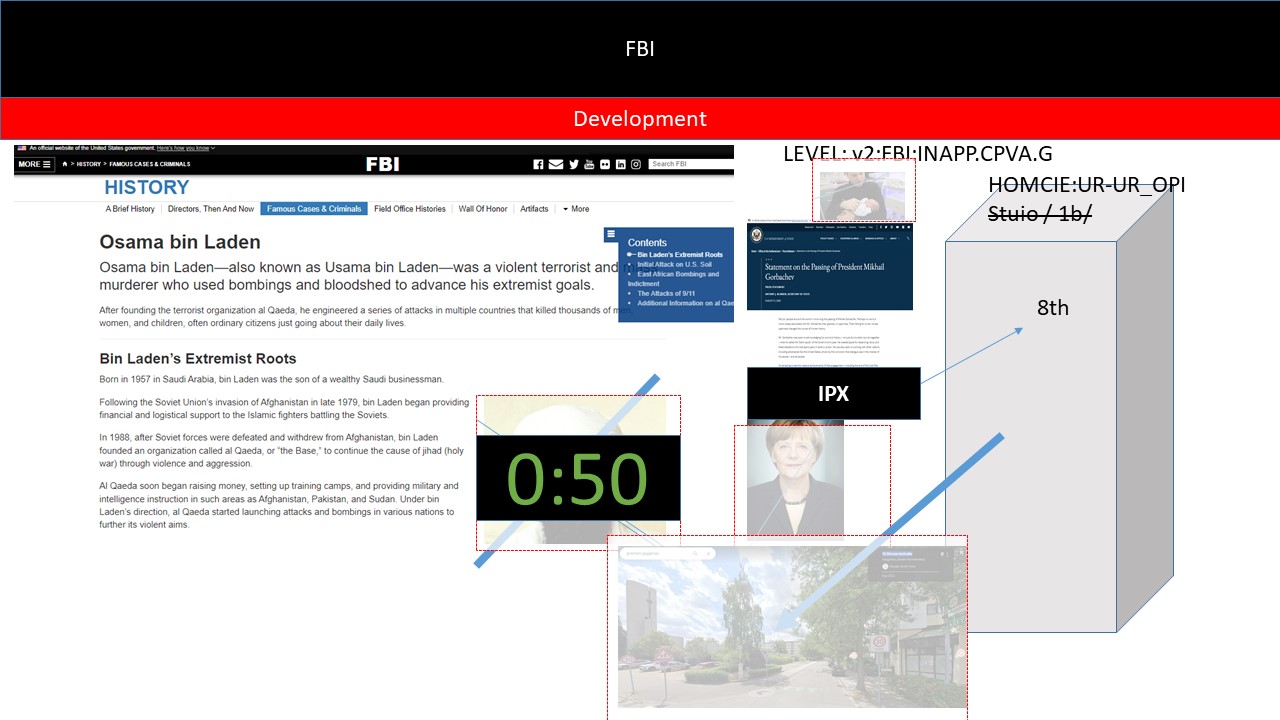 FBI
Development
An official website of the United States government. Here's how you know
MORE
HISTORY > FAMOUS CASES & CRIMINALS
FBI
Search FBI
HISTORY
A Brief History
Directors, Then And Now
Famous Cases & Criminals
Field Office Histories
Wall Of Honor
Artifacts
More
Osama bin Laden
Osama bin Laden—also known as Usama bin Laden—was a violent terrorist and
murderer who used bombings and bloodshed to advance his extremist goals.
After founding the terrorist organization al Qaeda, he engineered a series of attacks in multiple countries that killed thousands of men,
women, and children, often ordinary citizens just going about their daily lives.
Contents
Bin Laden's Extremist Roots
Initial Attack on U.S. Soil
East African Bombings and
Indictment
The Attacks of 9/11
Additional Information on al Qae
Bin Laden's Extremist Roots
Born in 1957 in Saudi Arabia, bin Laden was the son of a wealthy Saudi businessman.
Following the Soviet Union's invasion of Afghanistan in late 1979, bin Laden began providing
financial and logistical support to the Islamic fighters battling the Soviets.
In 1988, after Soviet forces were defeated and withdrew from Afghanistan, bin Laden
founded an organization called al Qaeda, or "the Base," to continue the cause of jihad (holy
war) through violence and aggression.
Al Qaeda soon began raising money, setting up training camps, and providing military and
intelligence instruction in such areas as Afghanistan, Pakistan, and Sudan. Under bin
Laden's direction, al Qaeda started launching attacks and bombings in various nations to
further its violent aims.
0:50
LEVEL: v2:FBI:INAPP.CPVA.G
HOMCIE:UR-UR_OPI
Stuio / 1b/
Statement on the Passing of President Mikhail
Gorbachev
IPX
8th